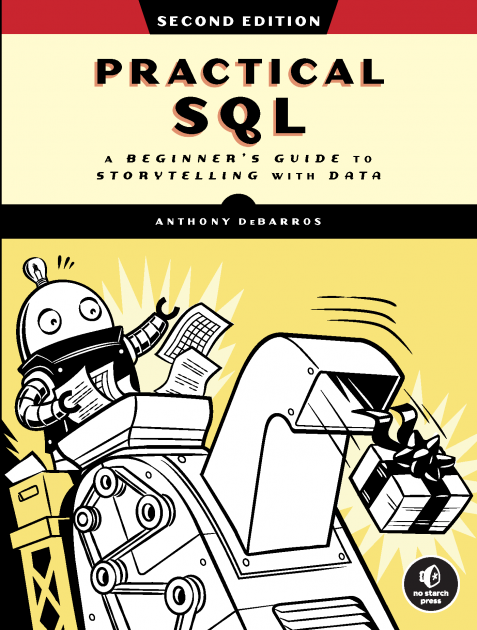 SECOND EDITION
PRACTICAL
SQL
A BEGINNER'S GUIDE TO
STORYTELLING WITH DATA
ANTHONY DeBARROS
no starch
press